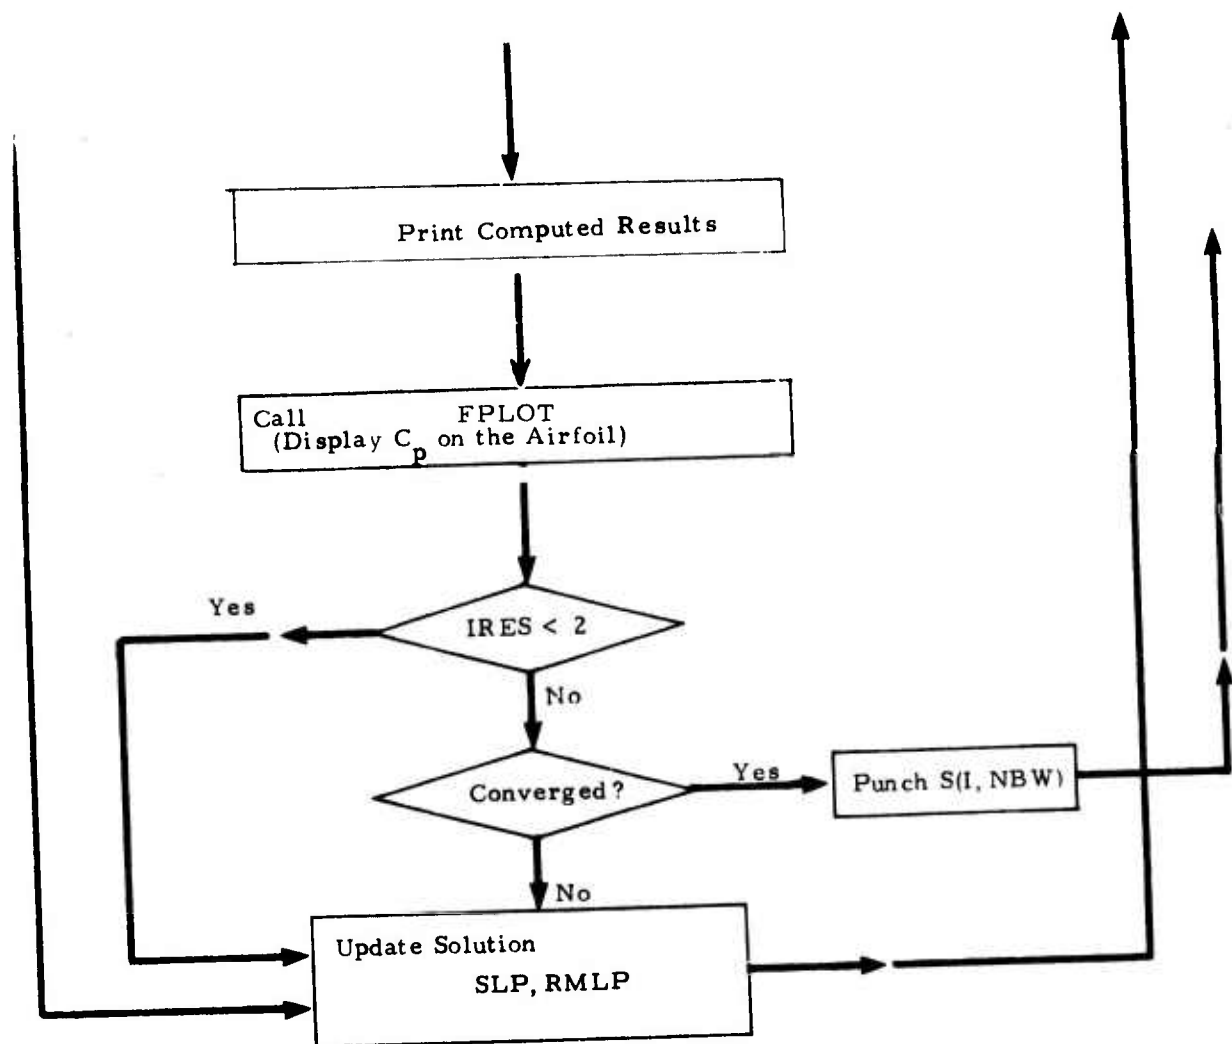 Print Computed Results
Call FPLOT
(Display Cp on the Airfoil)
Yes
IRES < 2
No
Converged?
Yes
Punch S(I, NBW)
No
Update Solution
SLP, RMLP